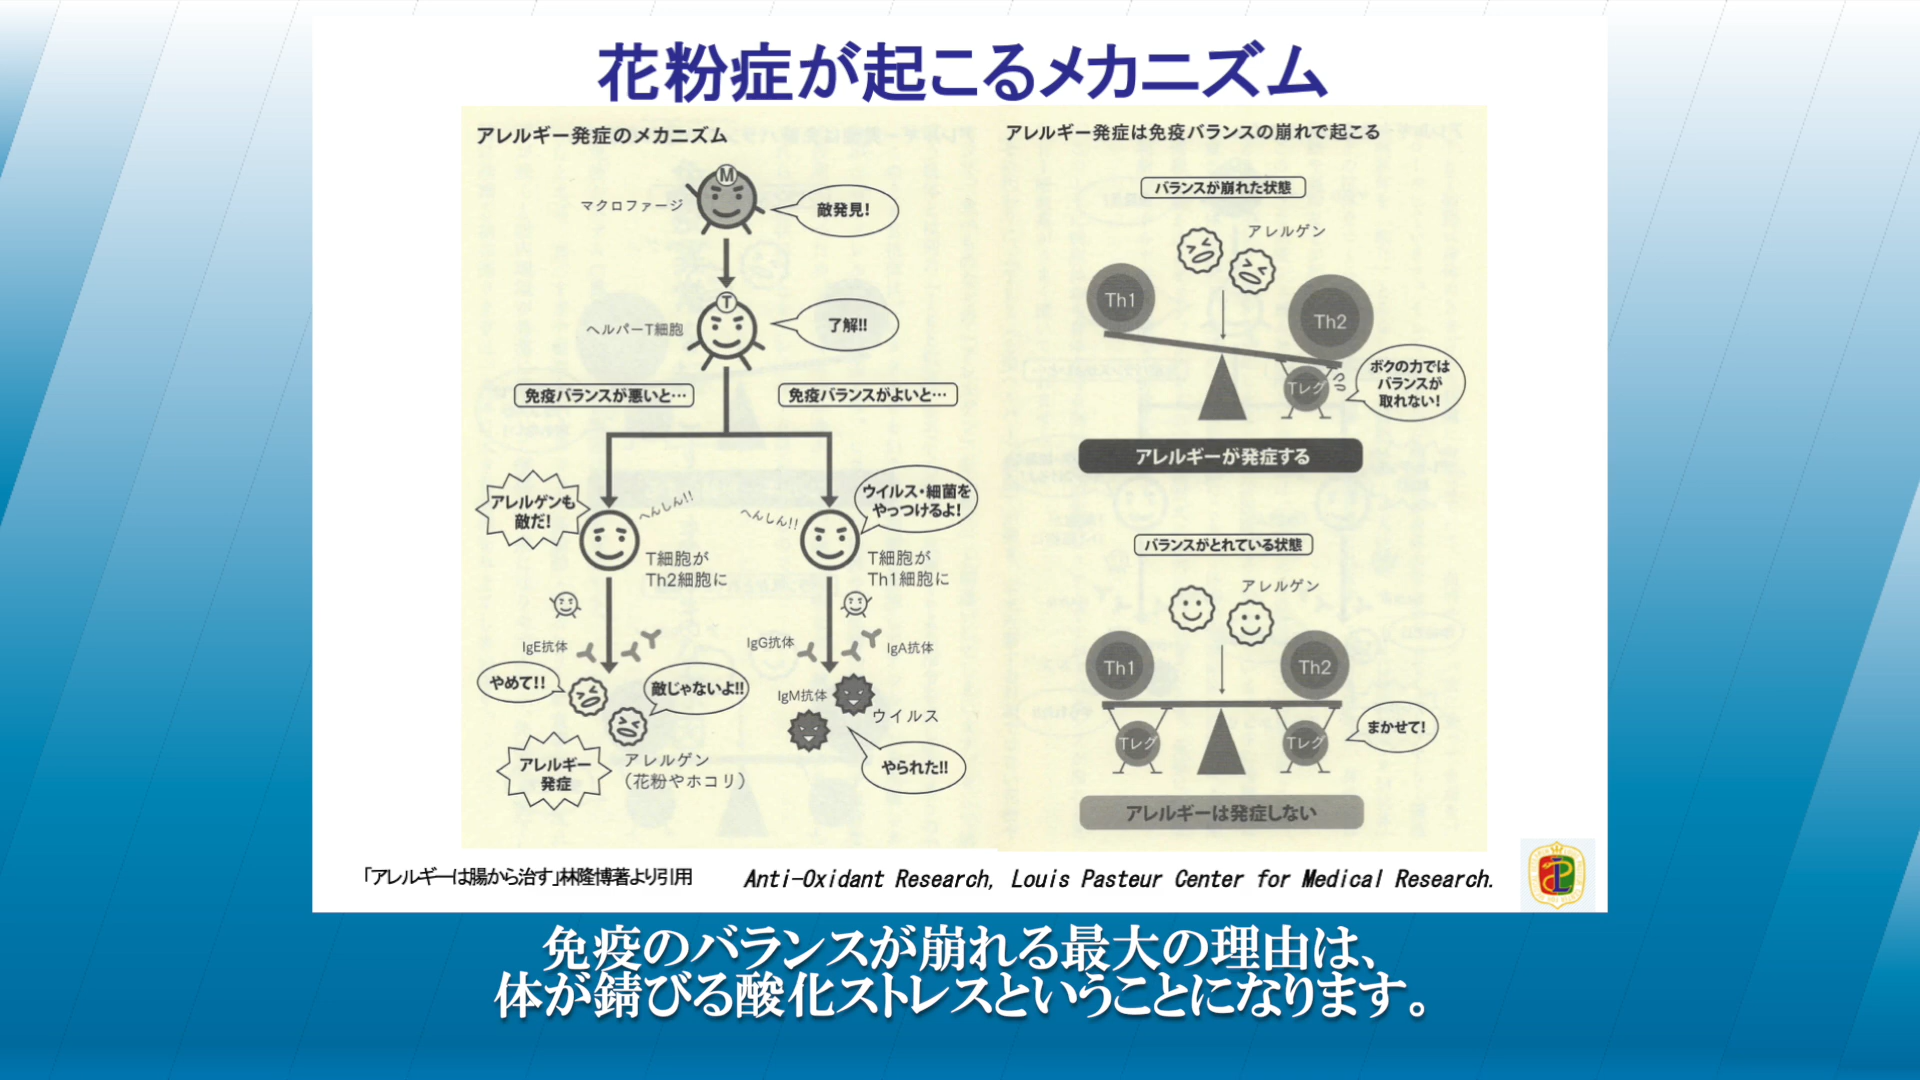 花粉症が起こるメカニズム
アレルギー発症のメカニズム
M
マクロファージ
敵発見!
T
ヘルパーT細胞
了解!!
免疫バランスが悪いと…
免疫バランスがよいと…
アレルゲンも
敵だ!
へんしん!!
へんしん!!
ウイルス・細菌を
やっつけるよ!
T細胞が
Th2細胞に
T細胞が
Th1細胞に
IgE抗体
IgG抗体
IgA抗体
やめて!!
敵じゃないよ!!
IgM抗体
ウイルス
アレルギー
発症
アレルゲン
(花粉やホコリ)
やられた!!
アレルギー発症は免疫バランスの崩れで起こる
バランスが崩れた状態
アレルゲン
Th1
Th2
Tレグ
ボクの力では
バランスが
取れない!
アレルギーが発症する
バランスがとれている状態
アレルゲン
Th1
Th2
Tレグ
Tレグ
まかせて!
アレルギーは発症しない
「アレルギーは腸から治す」林隆博著より引用
Anti-Oxidant Research, Louis Pasteur Center for Medical Research.
免疫のバランスが崩れる最大の理由は、
体が錆びる酸化ストレスということになります。